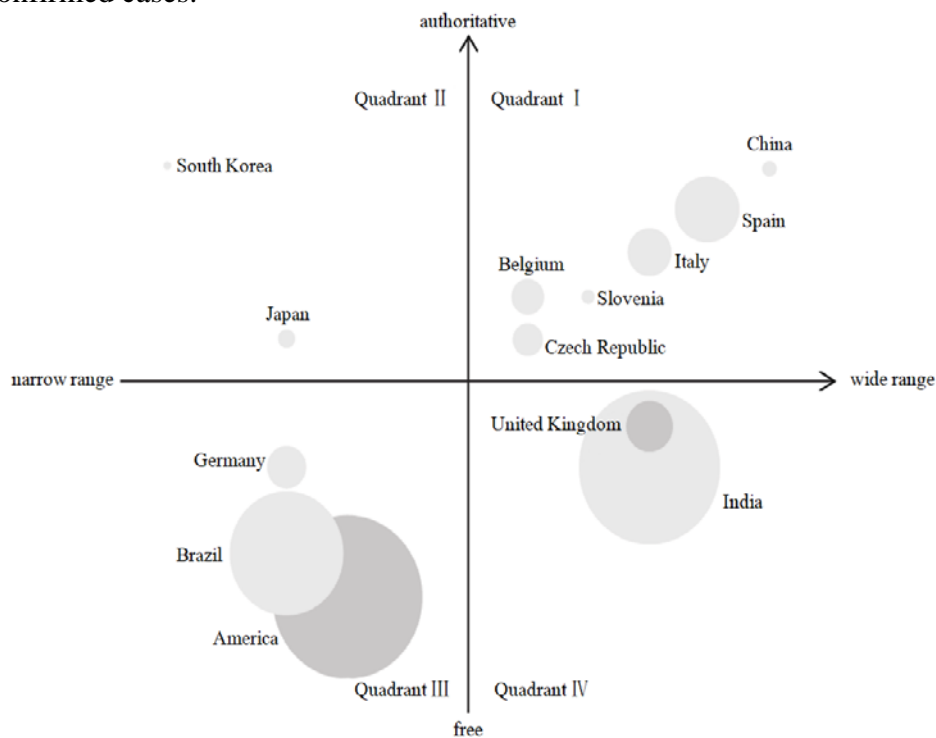 onfirmed cases.
authoritative
Quadrant Ⅱ
Quadrant Ⅰ
China
South Korea
Spain
Italy
Belgium
Slovenia
Japan
Czech Republic
narrow range
wide range
United Kingdom
Germany
India
Brazil
America
Quadrant Ⅲ
Quadrant Ⅳ
free